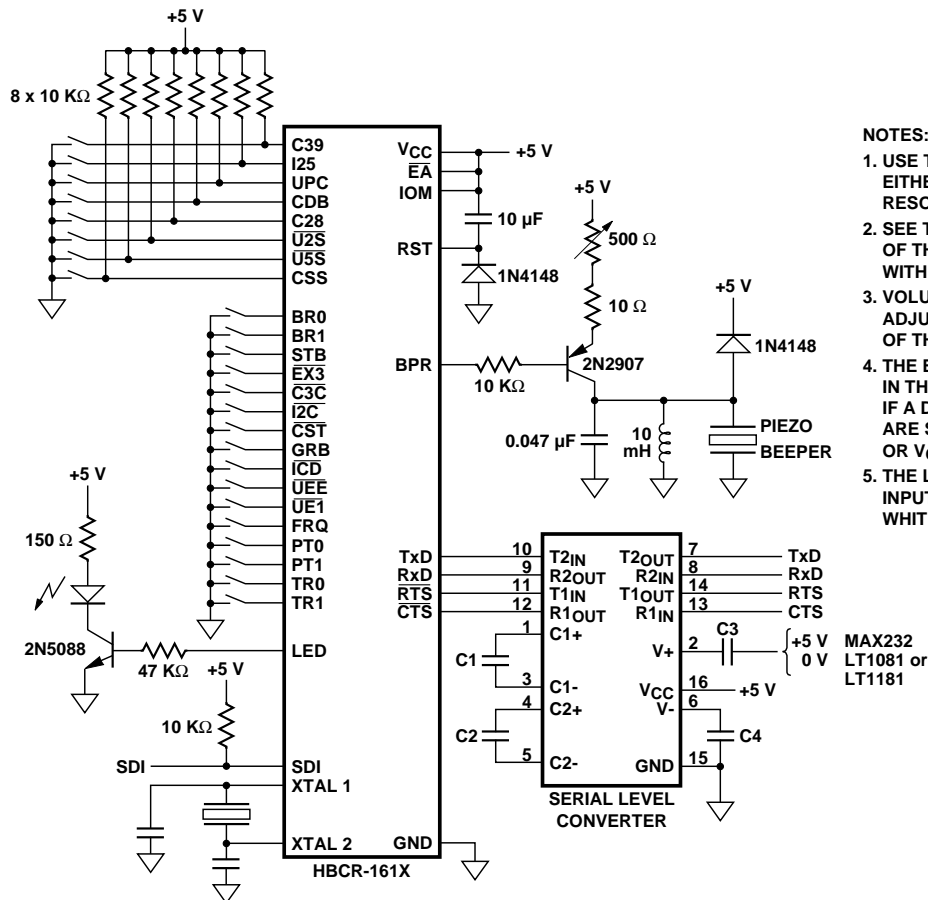 +5 V
8 x 10 KΩ
C39
I25
UPC
CDB
C28
U2S
U5S
CSS
BR0
BR1
STB
EX3
C3C
I2C
CST
GRB
ICD
UEE
UE1
FRQ
PT0
PT1
TR0
TR1
LED
SDI
XTAL 1
XTAL 2
VCC
EA
IOM
RST
BPR
TxD
RxD
RTS
CTS
GND
HBCR-161X
+5 V
10 µF
1N4148
+5 V
500 Ω
10 Ω
2N2907
10 KΩ
+5 V
1N4148
0.047 µF
10
mH
PIEZO
BEEPER
+5 V
150 Ω
2N5088
47 KΩ
+5 V
10 KΩ
SDI
10
9
11
12
1
3
4
5
C1
C2
T2IN
R2OUT
T1IN
R1OUT
C1+
C1-
C2+
C2-
T2OUT
R2IN
T1OUT
R1IN
V+
VCC
V-
GND
7
8
14
13
2
16
6
15
TxD
RxD
RTS
CTS
C3
+5 V
0 V
MAX232
LT1081 or
LT1181
+5 V
C4
SERIAL LEVEL
CONVERTER
NOTES:
1. USE T
EITHE
RESO
2. SEE T
OF TH
WITH
3. VOLU
ADJU
OF TH
4. THE B
IN TH
IF A D
ARE S
OR V
5. THE L
INPUT
WHIT